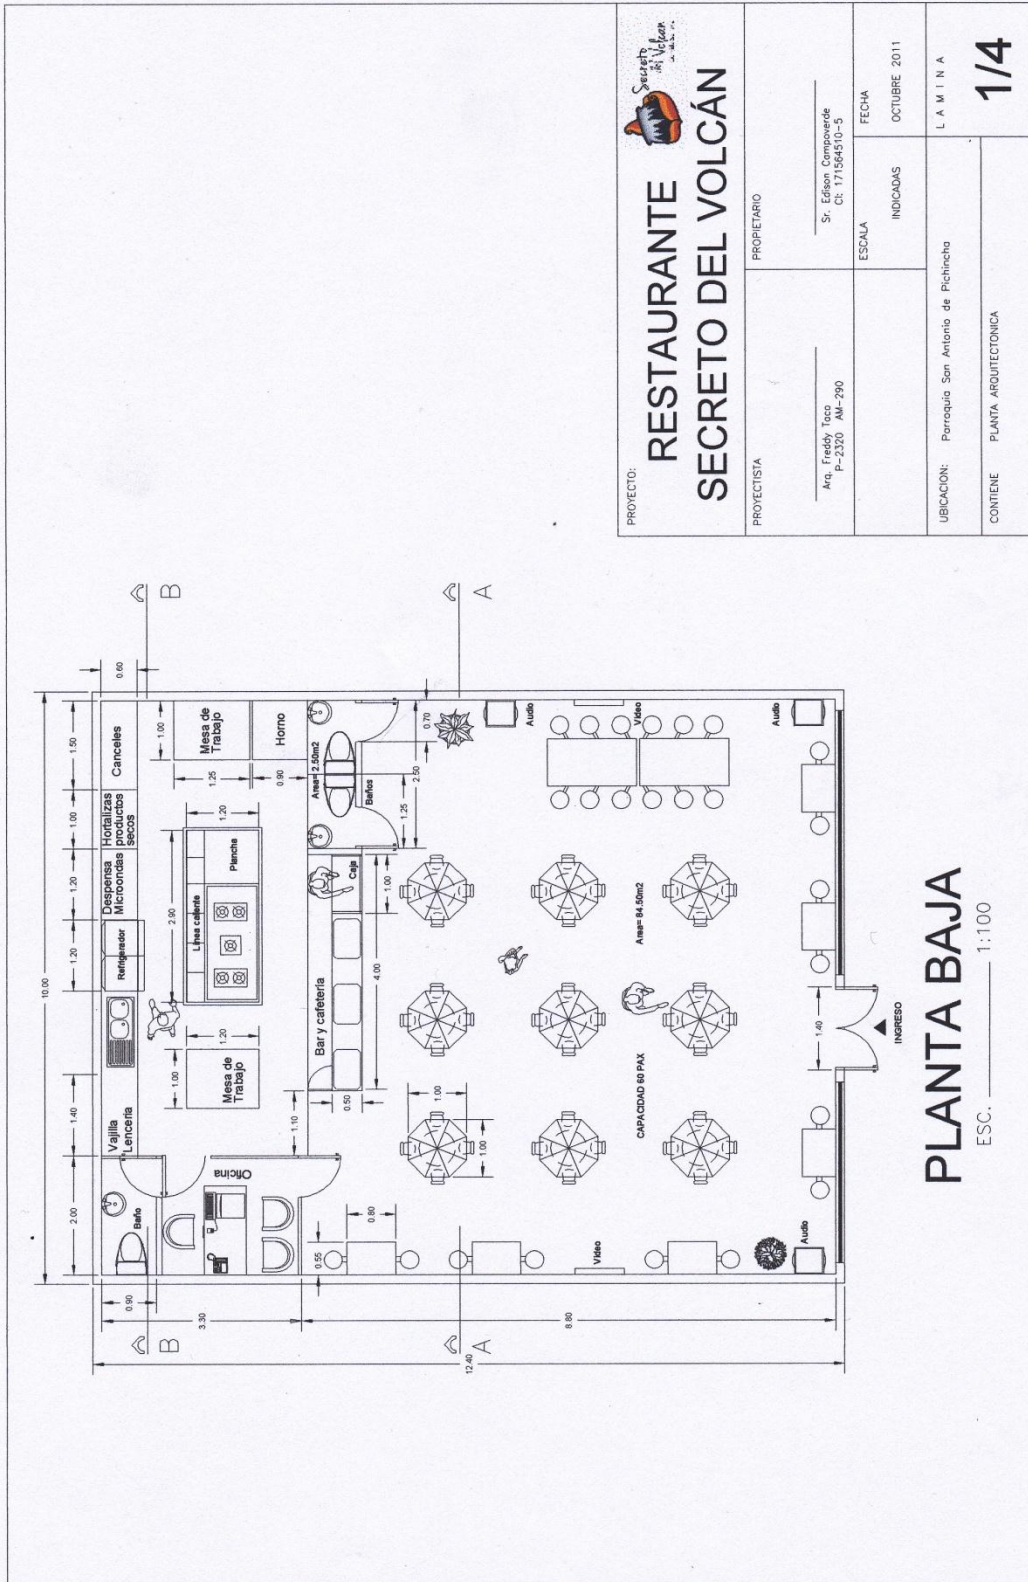 10.00
2.00
1.40
1.20
1.20
1.00
1.50
0.60
B
B
A
A
Vajilla
Lencería
Refrigerador
Despensa
Microondas
Hortalizas
productos
secos
Canceles
0.90
3.30
8.80
12.40
Baño
Oficina
1.00
1.20
Mesa de
Trabajo
2.90
1.20
Línea caliente
Plancha
1.00
Mesa de
Trabajo
1.25
Horno
0.90
1.10
Bar y cafetería
Caja
0.50
4.00
1.00
Area= 2.50m2
Baños
1.25
2.50
0.70
0.55
0.80
1.00
1.00
Audio
Video
Audio
Video
Audio
CAPACIDAD 60 PAX
Area= 84.50m2
1.40
INGRESO
PLANTA BAJA
ESC. 1:100
PROYECTO:
RESTAURANTE
SECRETO DEL VOLCÁN
Secreto
del Volcan
PROYECTISTA
Arq. Freddy Taco
P-2320 AM-290
PROPIETARIO
Sr. Edison Campoverde
CI: 171564510-5
ESCALA
INDICADAS
FECHA
OCTUBRE 2011
UBICACION: Parroquia San Antonio de Pichincha
CONTIENE PLANTA ARQUITECTONICA
LAMINA
1/4